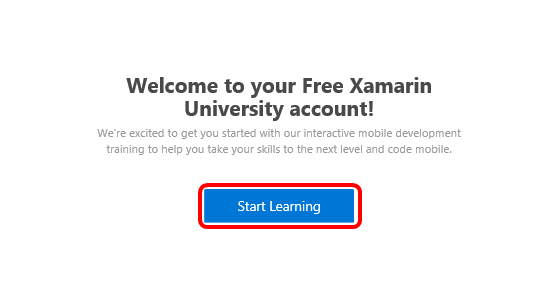 Welcome to your Free Xamarin
University account!
We're excited to get you started with our interactive mobile development
training to help you take your skills to the next level and code mobile.
Start Learning